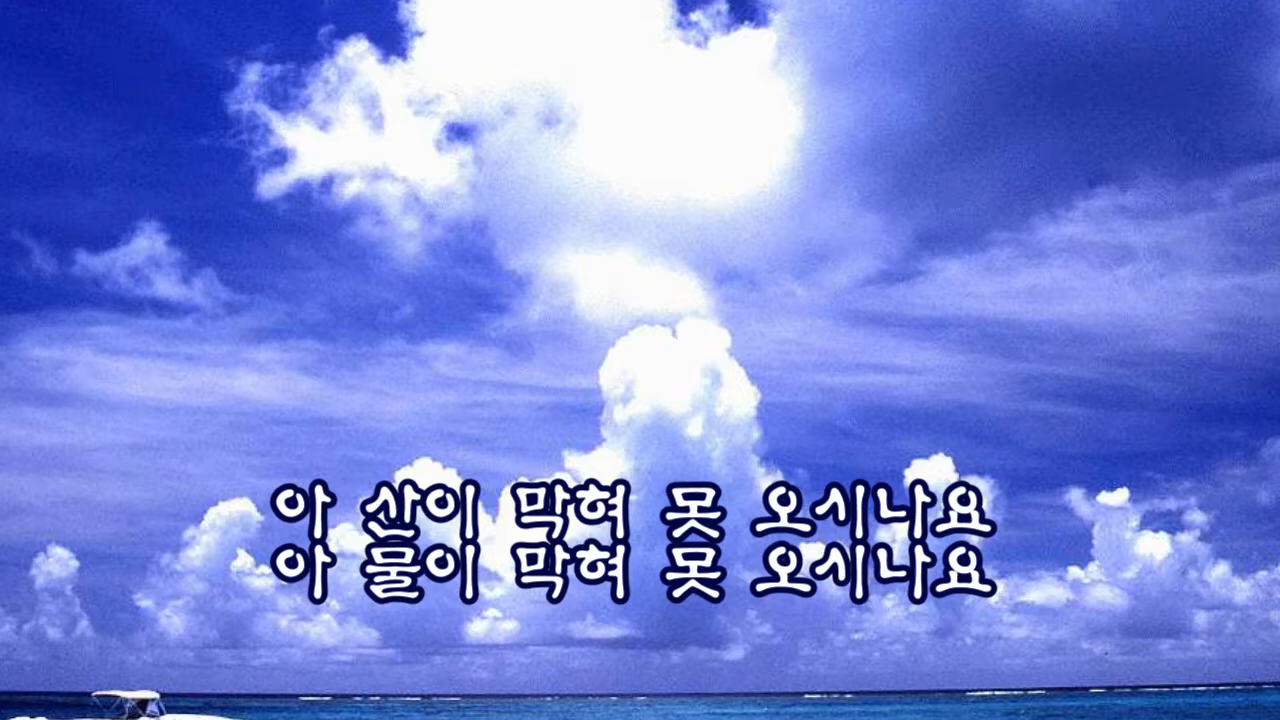 아 산이 막혀 못 오시나요
아 물이 막혀 못 오시나요